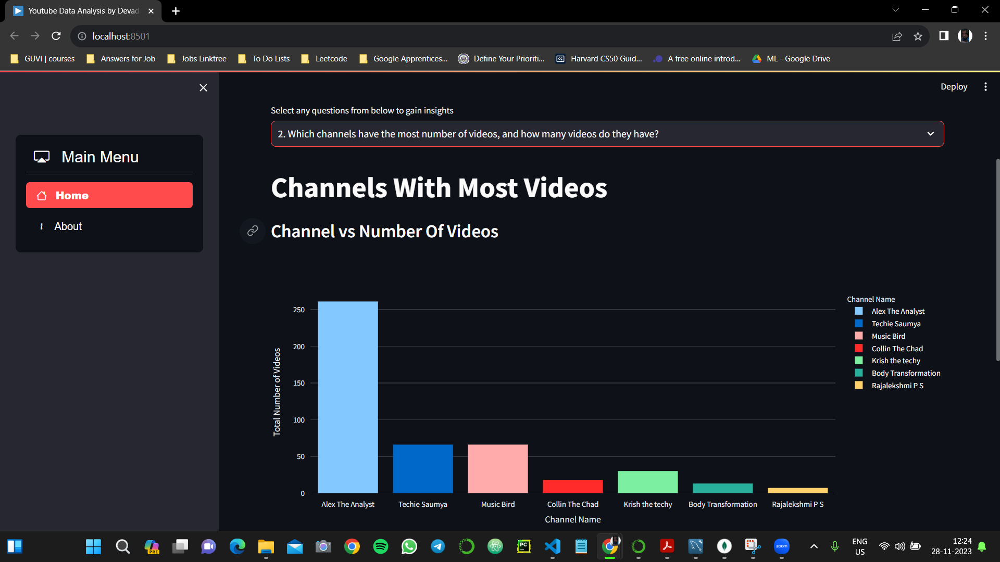 Youtube Data Analysis by Devad
localhost:8501
GUVI | courses
Answers for Job
Jobs Linktree
To Do Lists
Leetcode
Google Apprentices...
Define Your Prioriti...
Harvard CS50 Guid...
A free online introd...
ML - Google Drive
Deploy
Main Menu
Home
i About
Select any questions from below to gain insights
2. Which channels have the most number of videos, and how many videos do they have?
Channels With Most Videos
Channel vs Number Of Videos
Total Number of Videos
250
200
150
100
50
0
Alex The Analyst
Techie Saumya
Music Bird
Collin The Chad
Krish the techy
Body Transformation
Rajalekshmi P S
Channel Name
Channel Name
Alex The Analyst
Techie Saumya
Music Bird
Collin The Chad
Krish the techy
Body Transformation
Rajalekshmi P S
PRE
PC
zoom
ENG
US
12:24
28-11-2023